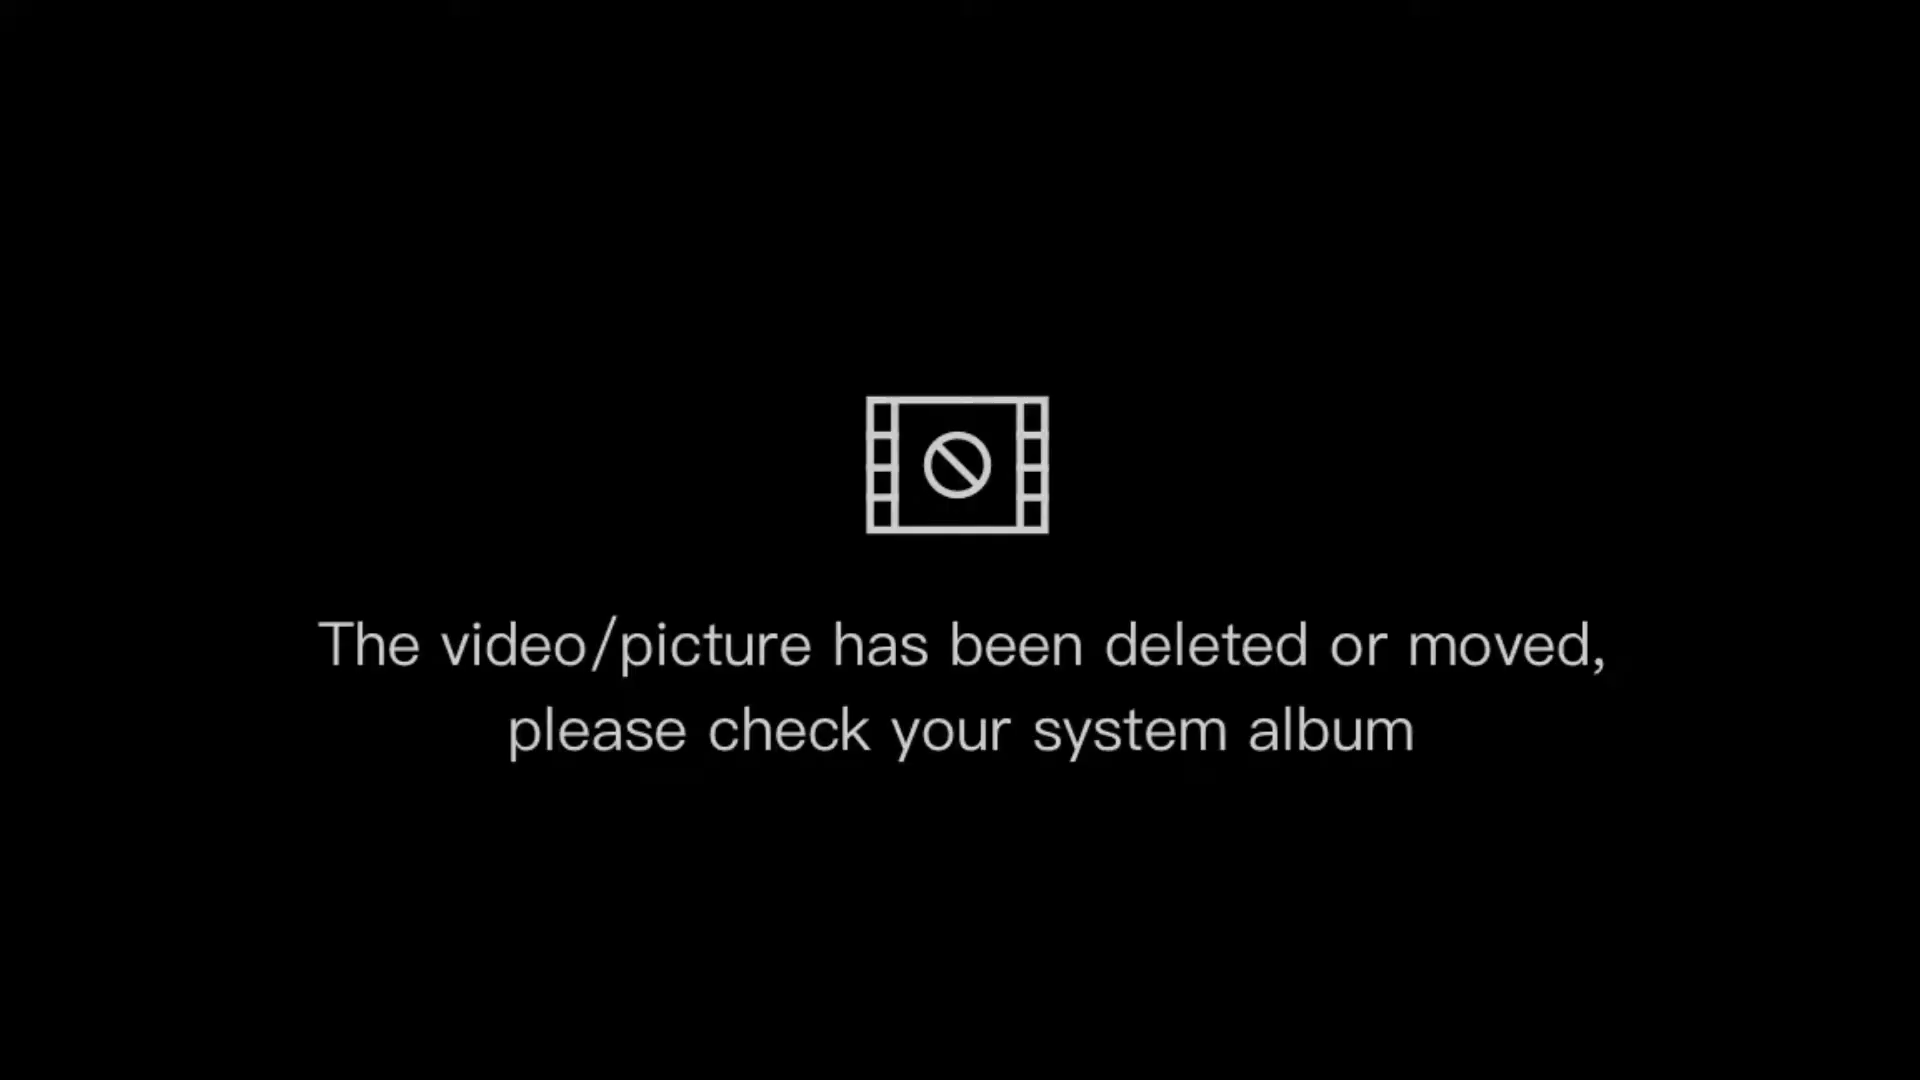 The video/picture has been deleted or moved,
please check your system album